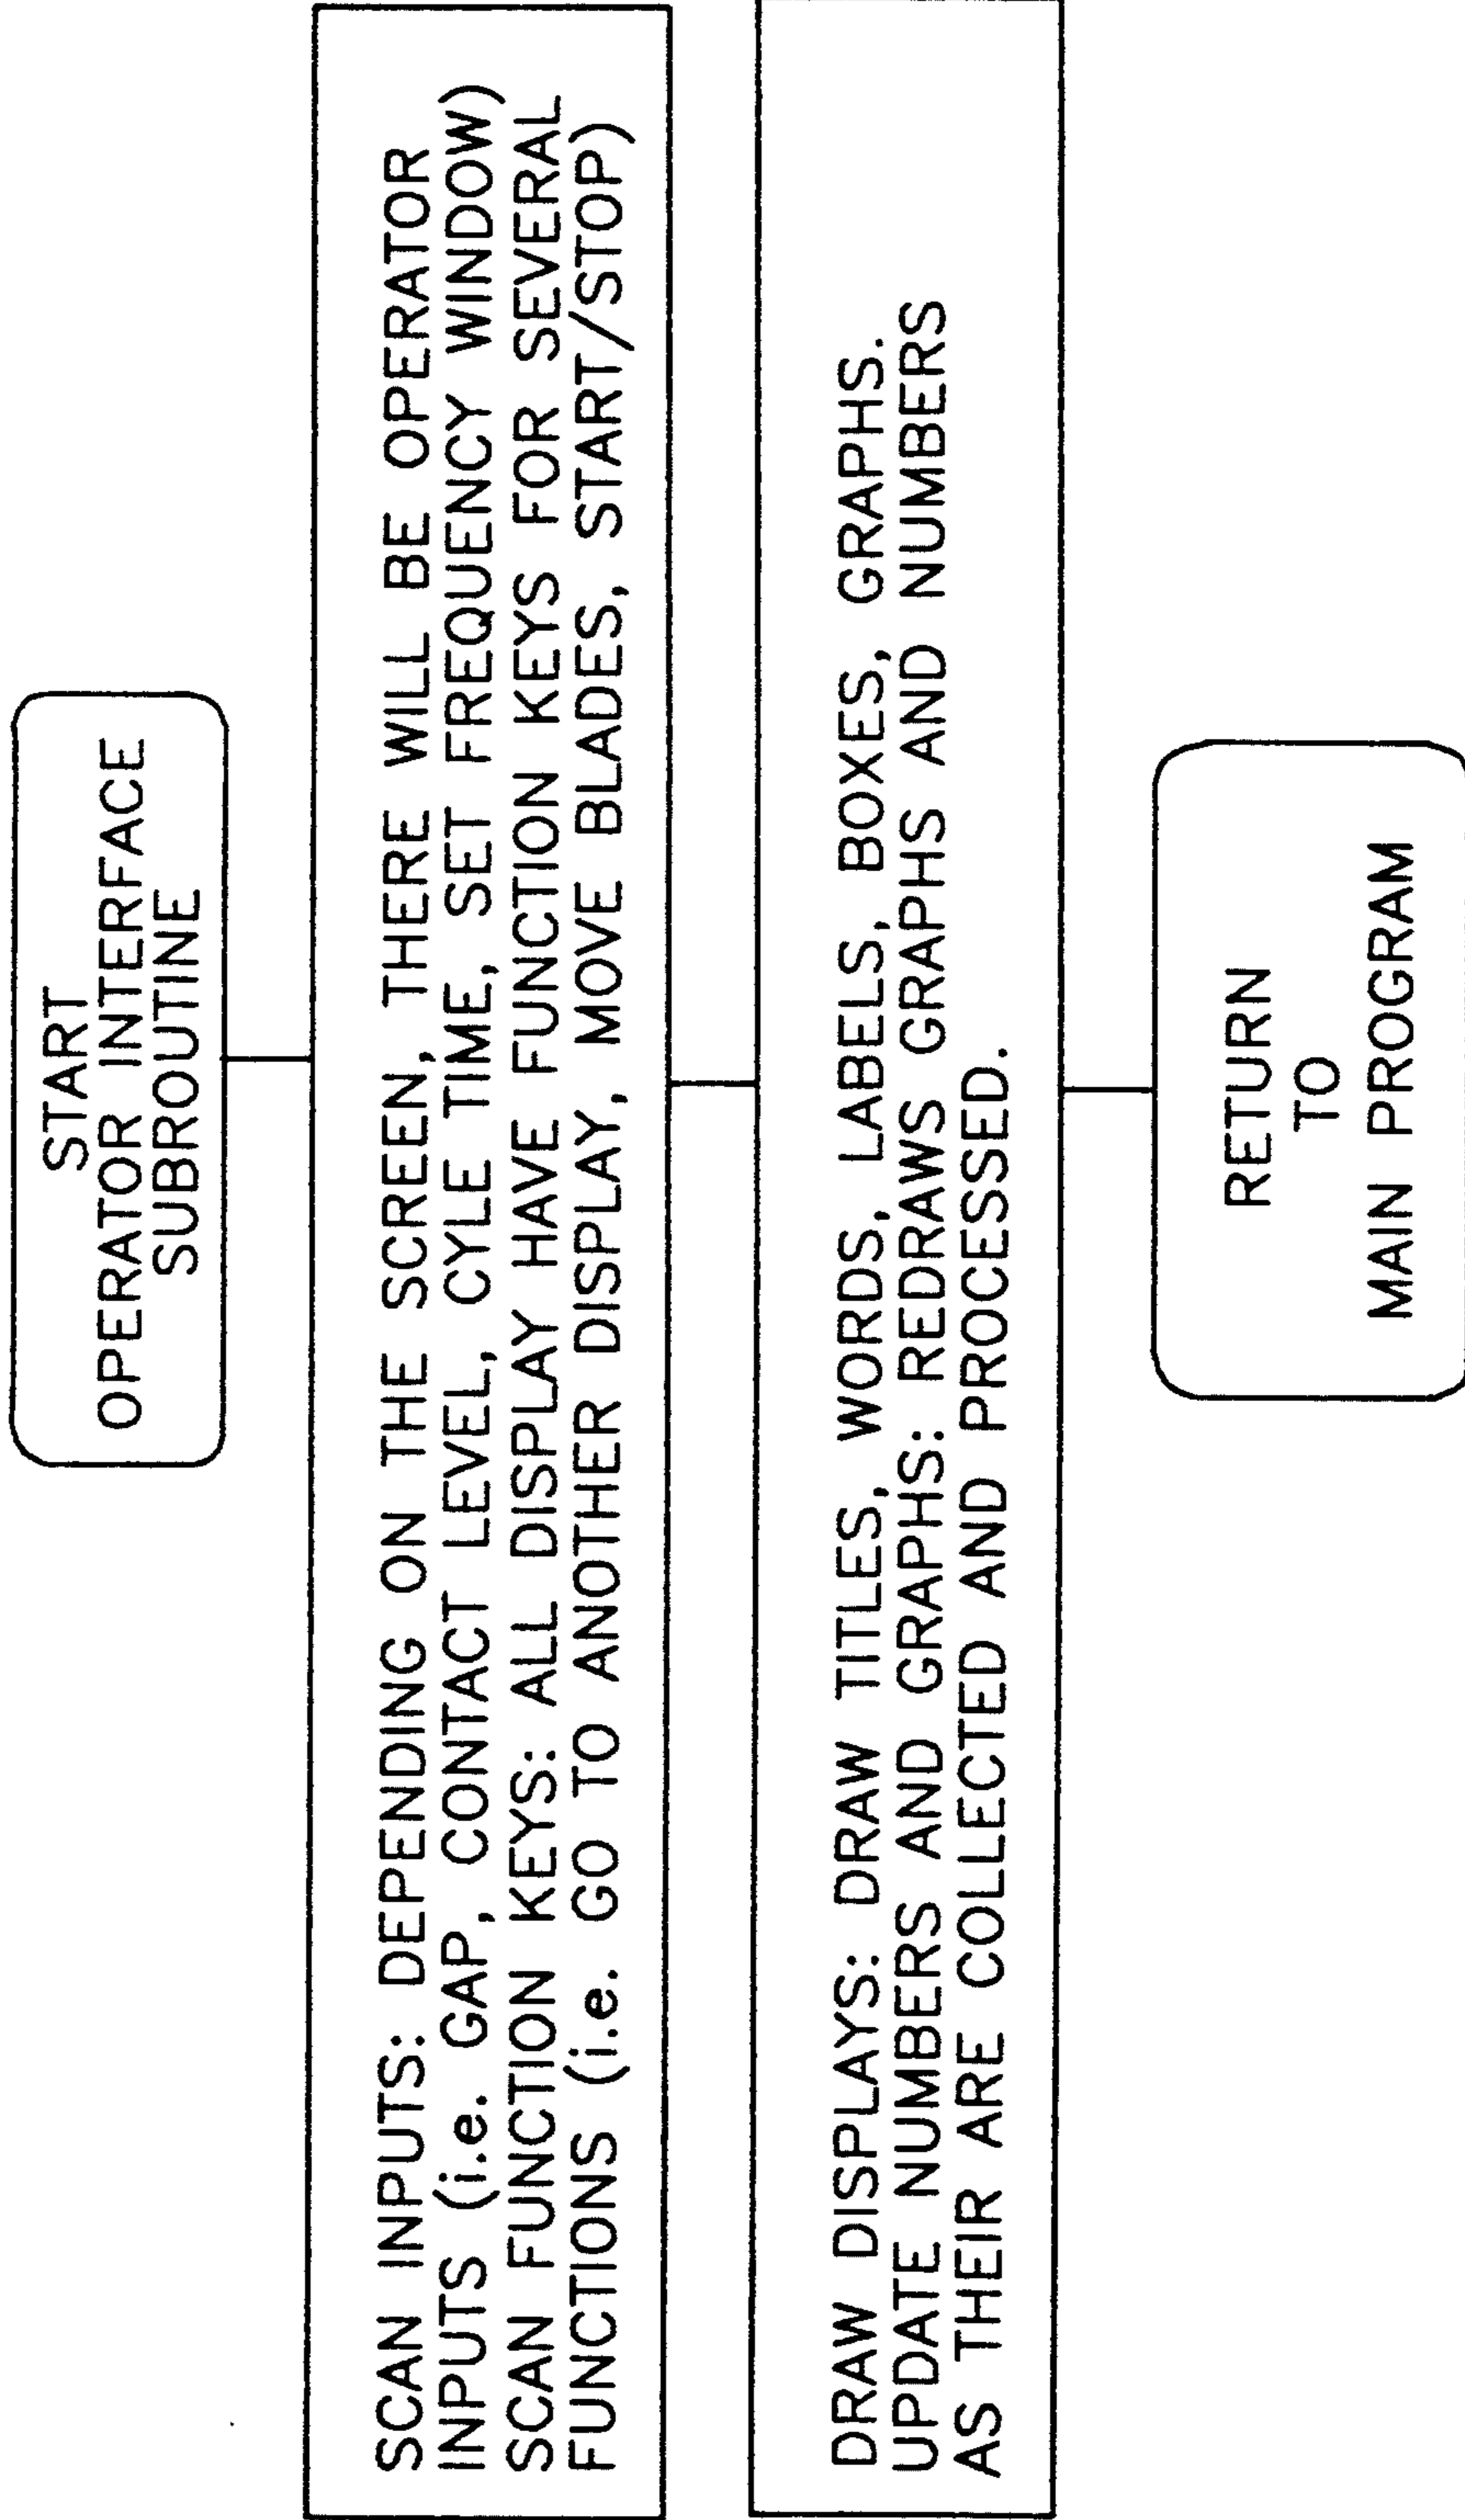 START
OPERATOR INTERFACE
SUBROUTINE
SCAN INPUTS: DEPENDING ON THE SCREEN, THERE WILL BE OPERATOR
INPUTS (i.e. GAP, CONTACT LEVEL, CYLE TIME, SET FREQUENCY WINDOW)
SCAN FUNCTION KEYS: ALL DISPLAY HAVE FUNCTION KEYS FOR SEVERAL
FUNCTIONS (i.e. GO TO ANOTHER DISPLAY, MOVE BLADES, START/STOP)
DRAW DISPLAYS: DRAW TITLES, WORDS, LABELS, BOXES, GRAPHS.
UPDATE NUMBERS AND GRAPHS: REDRAWS GRAPHS AND NUMBERS
AS THEIR ARE COLLECTED AND PROCESSED.
RETURN
TO
MAIN PROGRAM